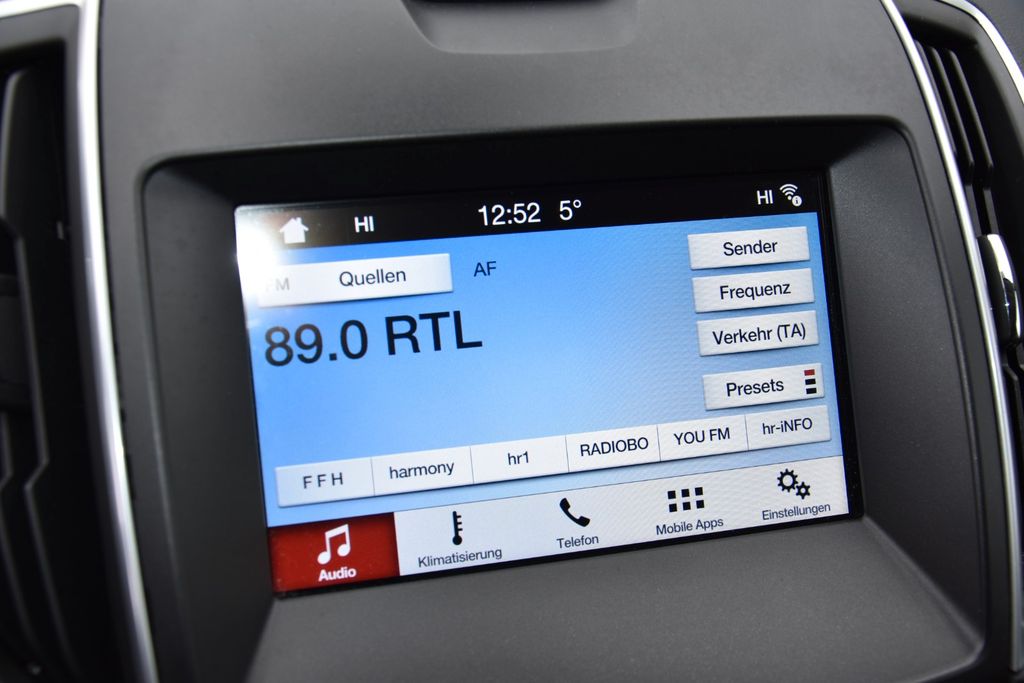 HI 12:52 5° HI
FM Quellen AF
Sender
Frequenz
89.0 RTL
Verkehr (TA)
Presets
F F H harmony hr1 RADIOBO YOU FM hr-iNFO
Audio Klimatisierung Telefon Mobile Apps Einstellungen